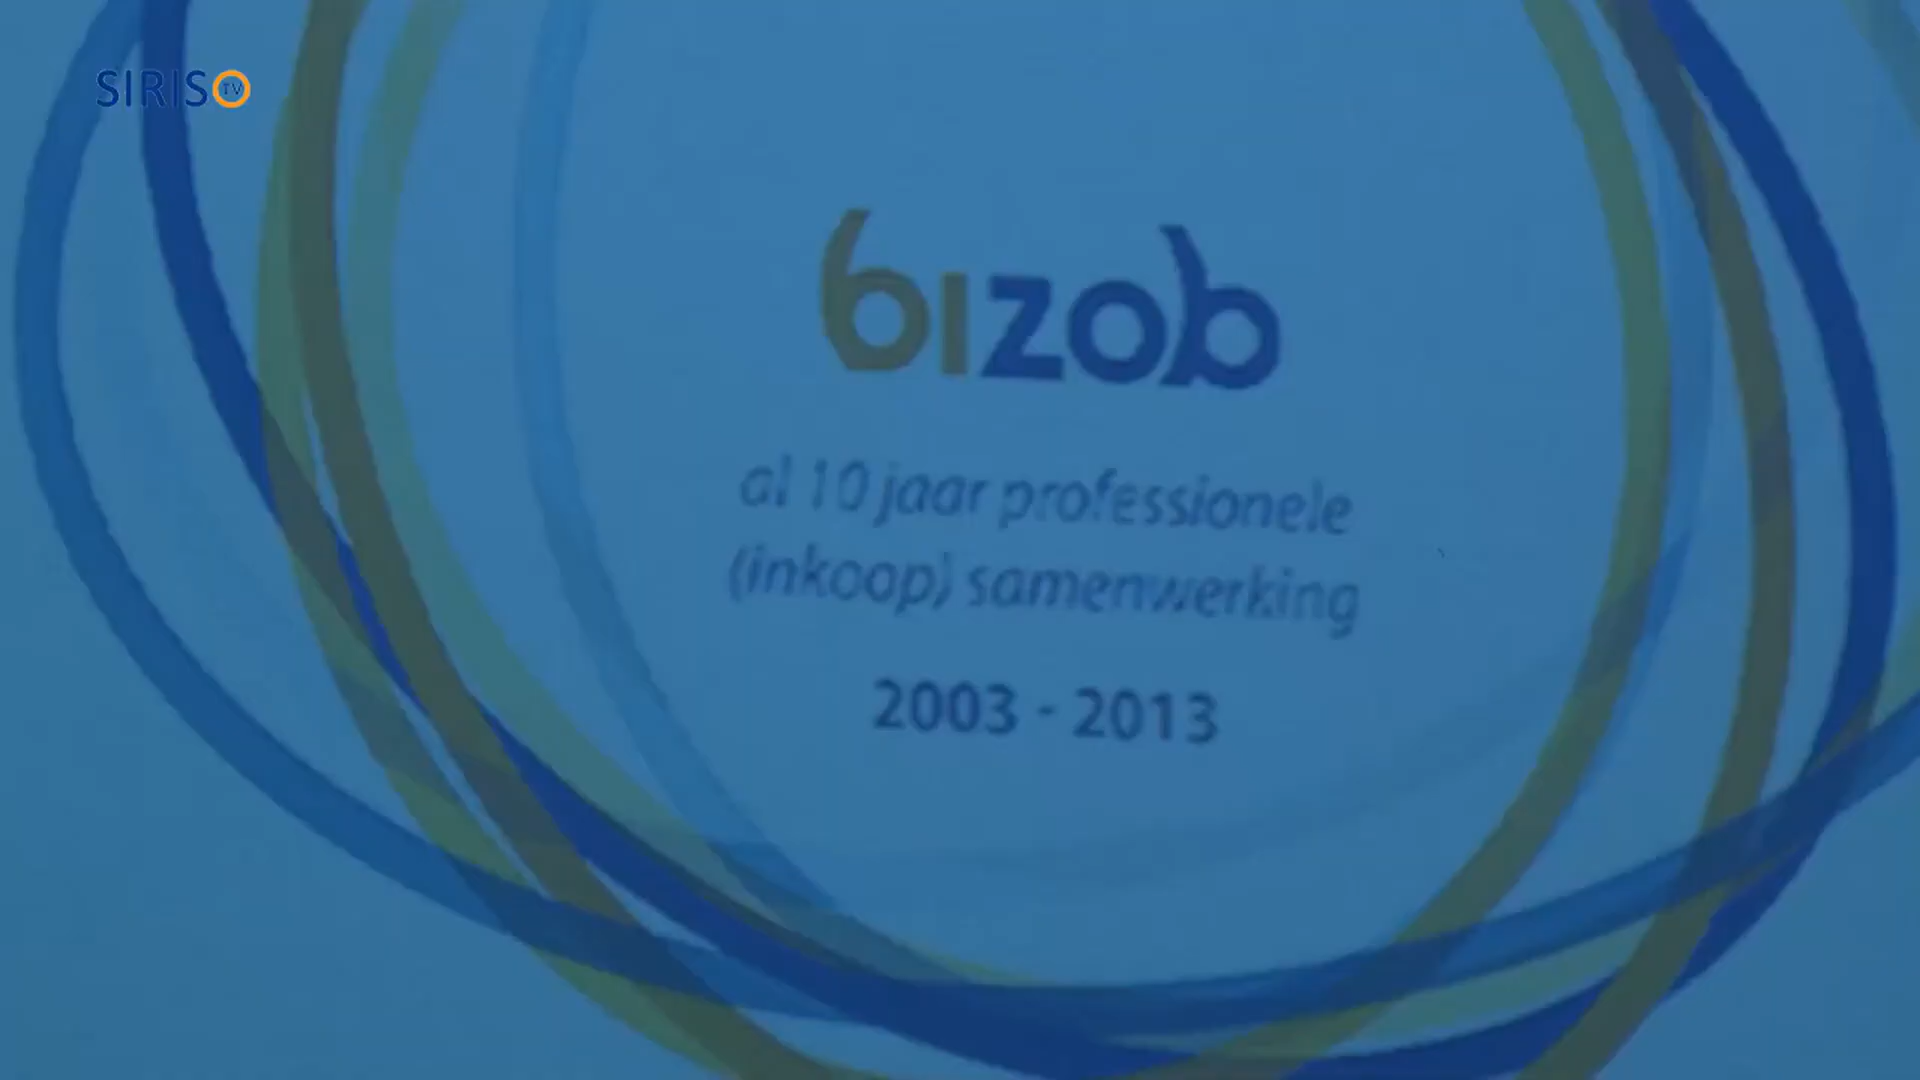 SIRIS TV
bizob
al 10 jaar professionele
(inkoop) samenwerking
2003 - 2013